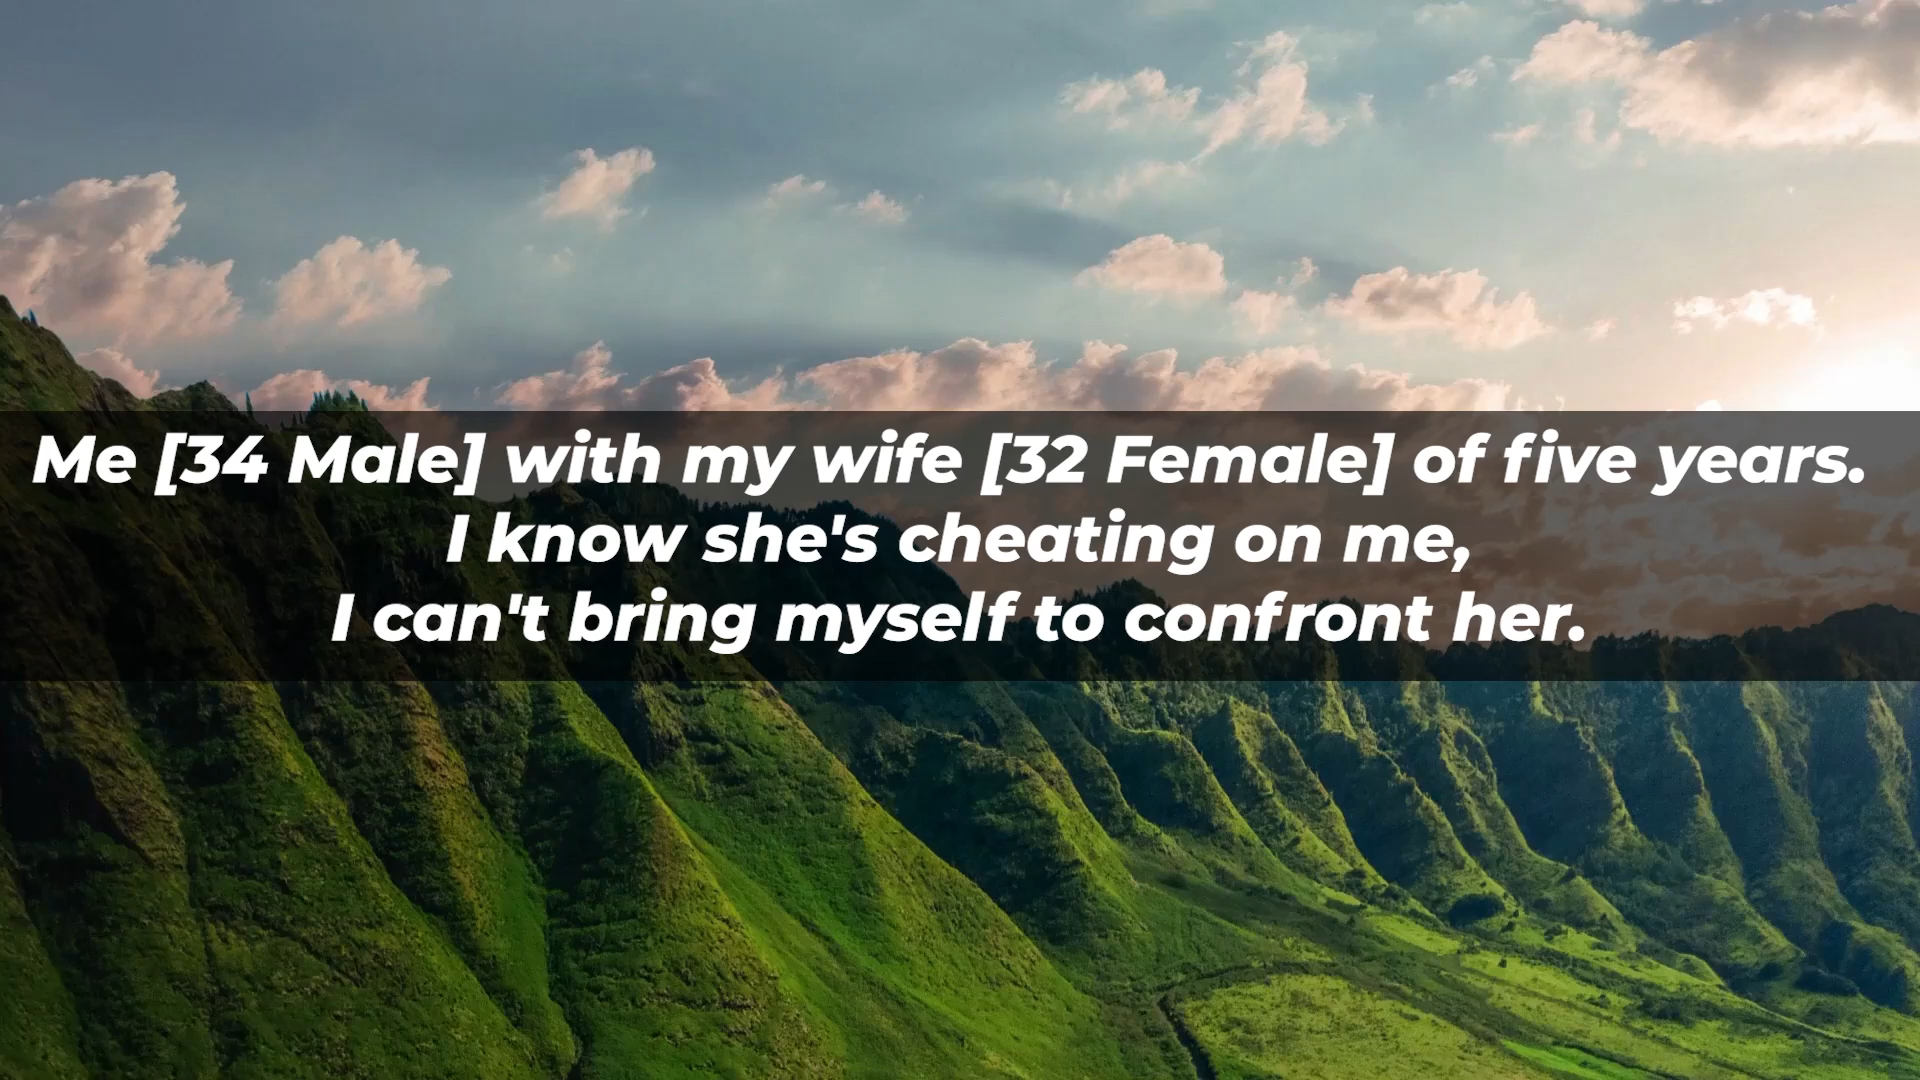 Me [34 Male] with my wife [32 Female] of five years.
I know she's cheating on me,
I can't bring myself to confront her.